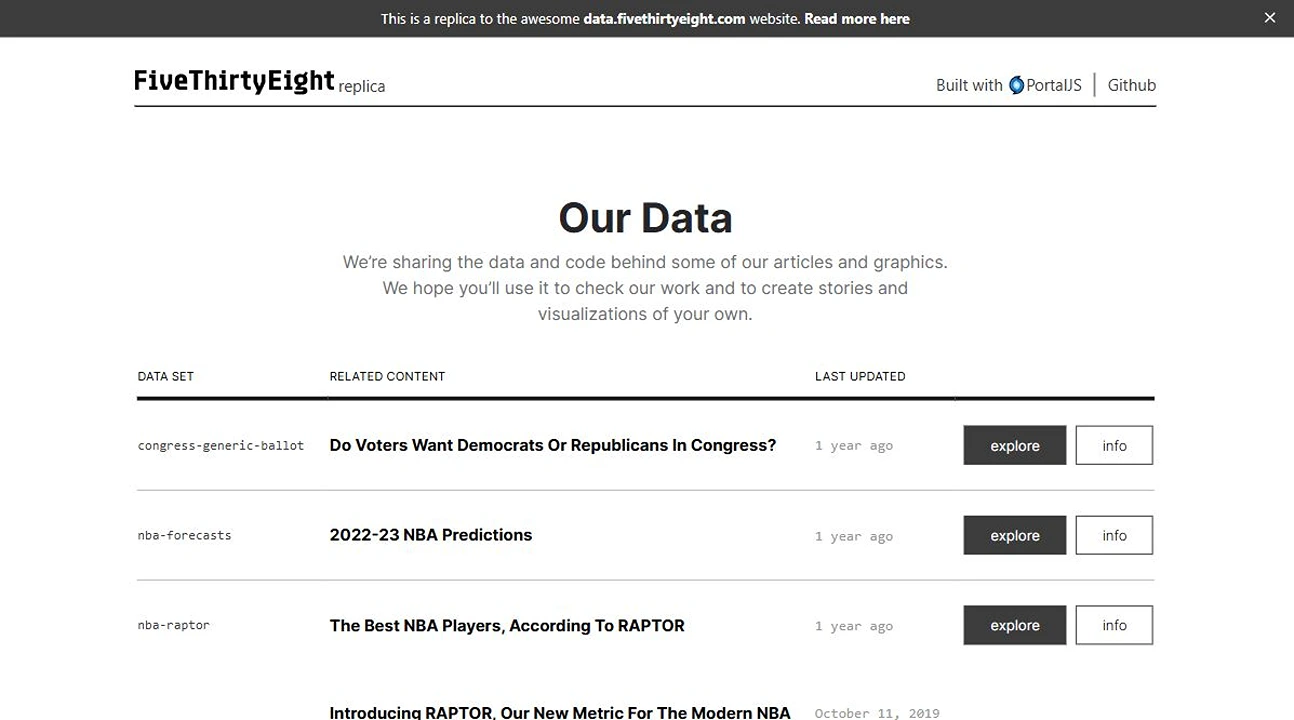 This is a replica to the awesome data.fivethirtyeight.com website. Read more here ×
FiveThirtyEight replica Built with PortalJS | Github
Our Data
We’re sharing the data and code behind some of our articles and graphics.
We hope you’ll use it to check our work and to create stories and
visualizations of your own.
DATA SET RELATED CONTENT LAST UPDATED
congress-generic-ballot Do Voters Want Democrats Or Republicans In Congress? 1 year ago explore info
nba-forecasts 2022-23 NBA Predictions 1 year ago explore info
nba-raptor The Best NBA Players, According To RAPTOR 1 year ago explore info
Introducing RAPTOR, Our New Metric For The Modern NBA October 11, 2019